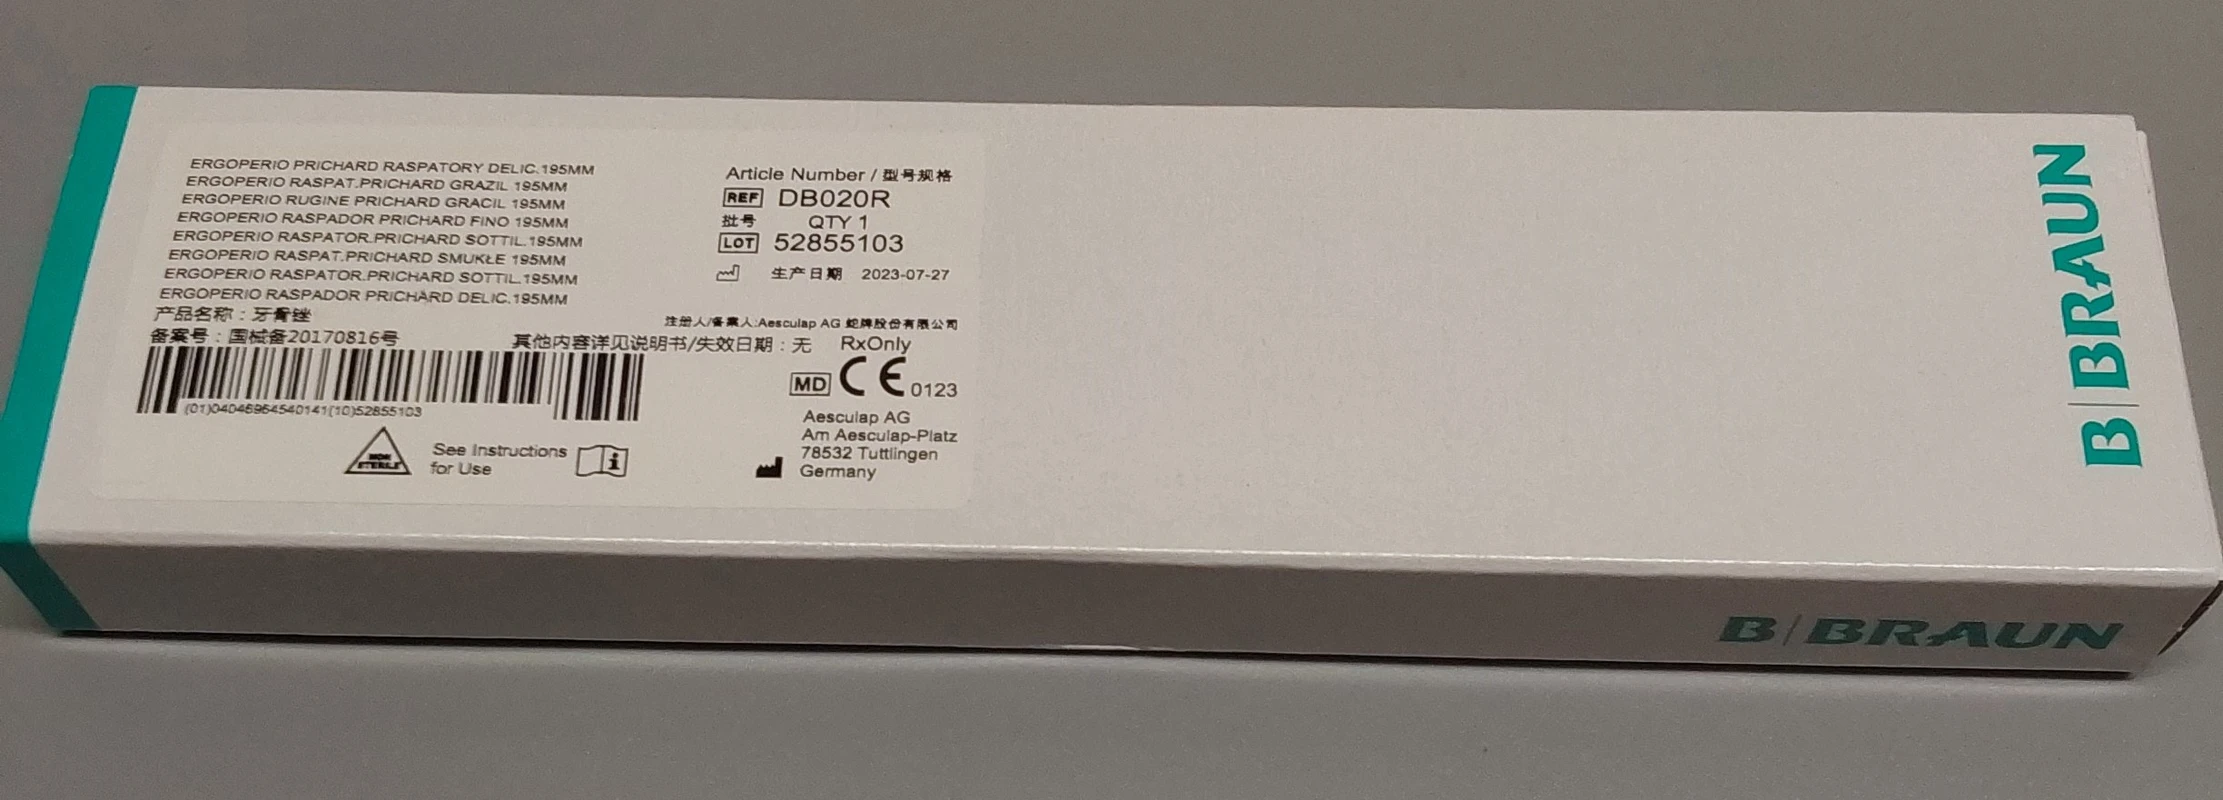 ERGOPERIO PRICHARD RASPATORY DELIC.195MM
ERGOPERIO RASPAT.PRICHARD GRAZIL 195MM
ERGOPERIO RUGINE PRICHARD GRACIL 195MM
ERGOPERIO RASPADOR PRICHARD FINO 195MM
ERGOPERIO RASPATOR.PRICHARD SOTTIL.195MM
ERGOPERIO RASPAT.PRICHARD SMUKŁE 195MM
ERGOPERIO RASPATOR.PRICHARD SOTTIL.195MM
ERGOPERIO RASPADOR PRICHARD DELIC.195MM
产品名称：牙骨锉
备案号：国械备20170816号
Article Number / 型号规格
REF DB020R
批号 QTY 1
LOT 52855103
生产日期 2023-07-27
注册人/备案人:Aesculap AG 蛇牌股份有限公司
其他内容详见说明书/失效日期：无 RxOnly
MD CE 0123
(01)04046964540141(10)52855103
NON STERILE
See Instructions
for Use
Aesculap AG
Am Aesculap-Platz
78532 Tuttlingen
Germany
B|BRAUN
B|BRAUN